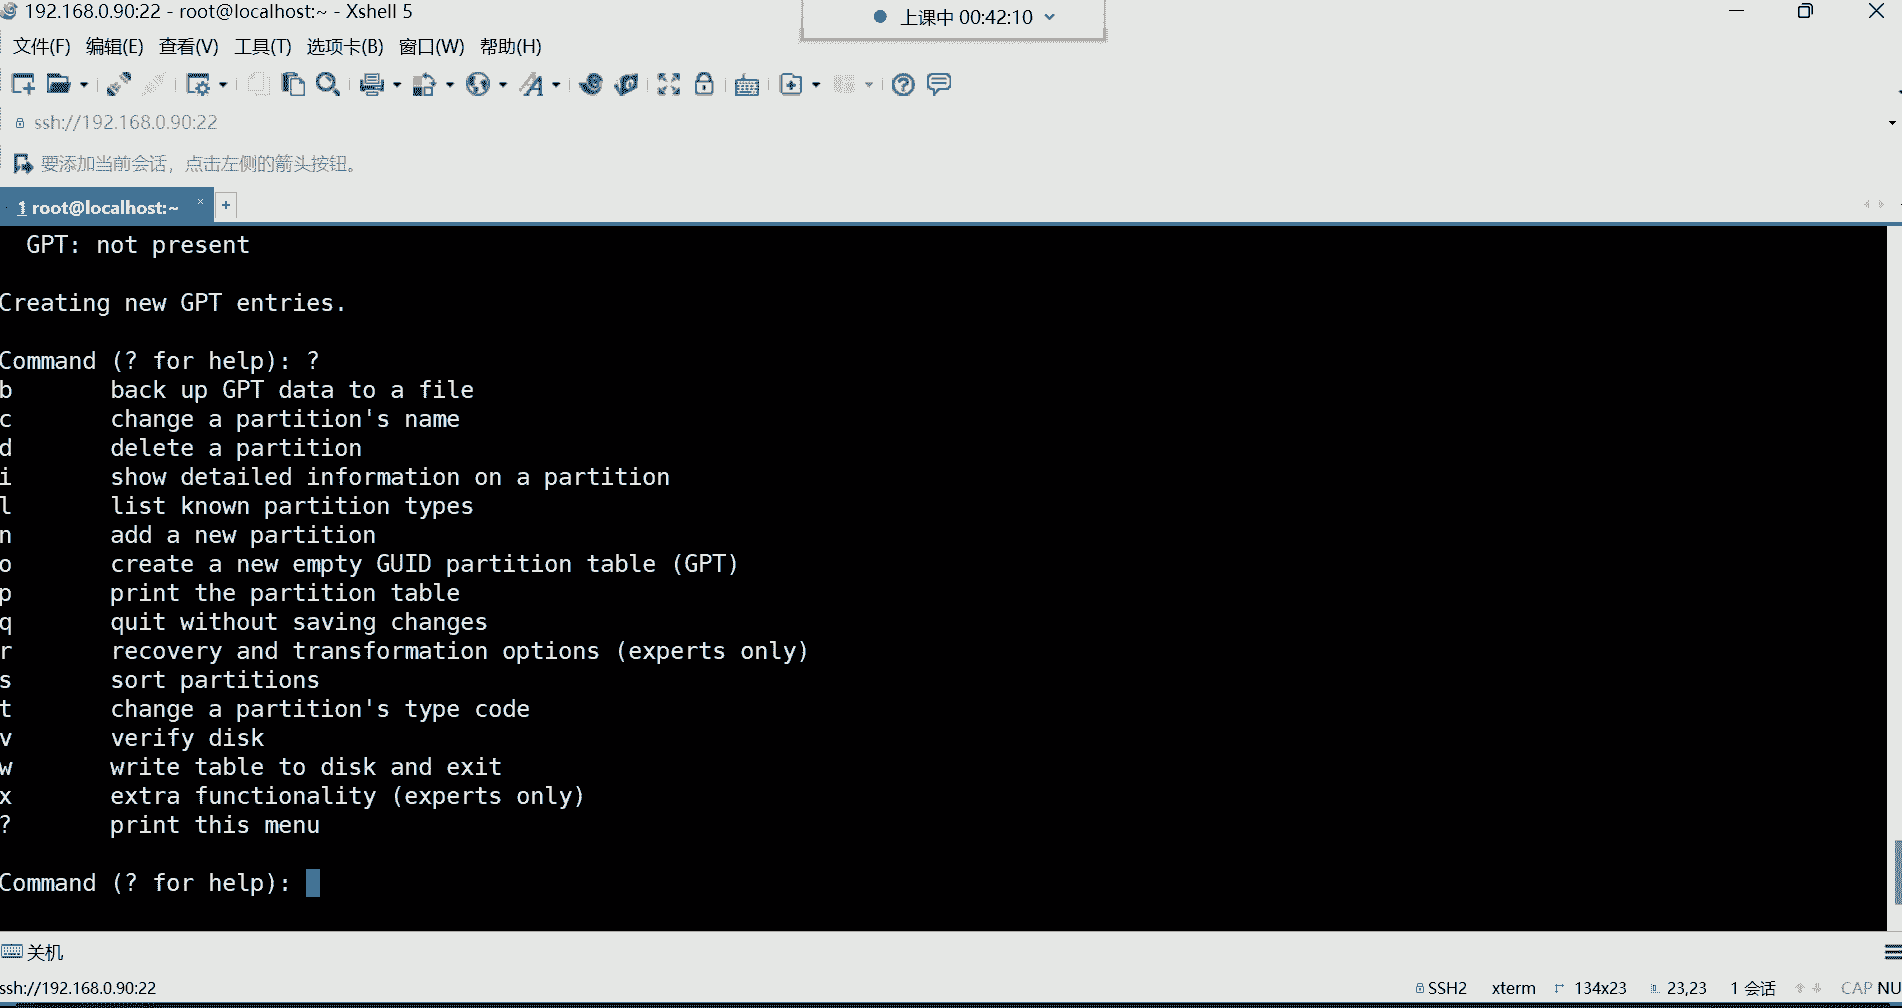 192.168.0.90:22 - root@localhost:~ - Xshell 5
上课中 00:42:10
文件(F) 编辑(E) 查看(V) 工具(T) 选项卡(B) 窗口(W) 帮助(H)
ssh://192.168.0.90:22
要添加当前会话，点击左侧的箭头按钮。
1 root@localhost:~ × +
GPT: not present
Creating new GPT entries.
Command (? for help): ?
b back up GPT data to a file
c change a partition's name
d delete a partition
i show detailed information on a partition
l list known partition types
n add a new partition
o create a new empty GUID partition table (GPT)
p print the partition table
q quit without saving changes
r recovery and transformation options (experts only)
s sort partitions
t change a partition's type code
v verify disk
w write table to disk and exit
x extra functionality (experts only)
? print this menu
Command (? for help):
关机
ssh://192.168.0.90:22 SSH2 xterm 134x23 23,23 1 会话 CAP NU